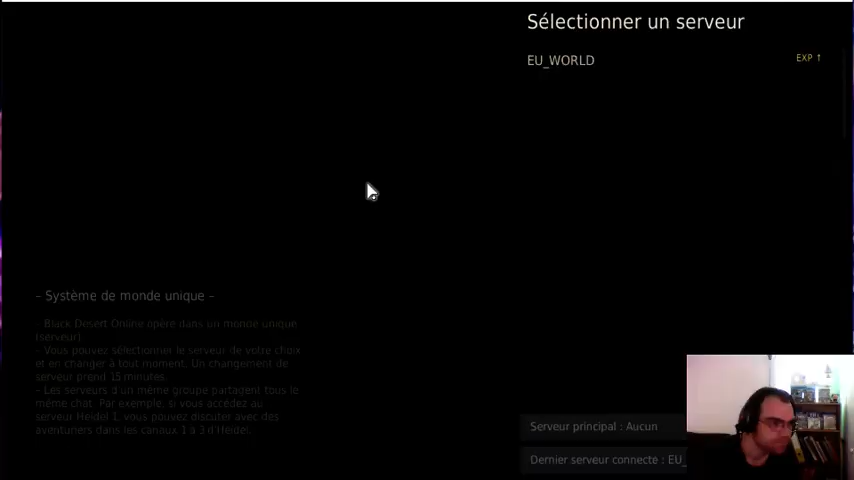 Sélectionner un serveur
EU_WORLD EXP ↑
- Système de monde unique -
- Black Desert Online opère dans un monde unique
(serveur).
- Vous pouvez sélectionner le serveur de votre choix
et en changer à tout moment. Un changement de
serveur prend 15 minutes.
- Les serveurs d'un même groupe partagent tous le
même chat. Par exemple, si vous accédez au
serveur Heidel 1, vous pouvez discuter avec des
aventuriers dans les canaux 1 à 3 d'Heidel.
Serveur principal : Aucun
Dernier serveur connecté : EU_